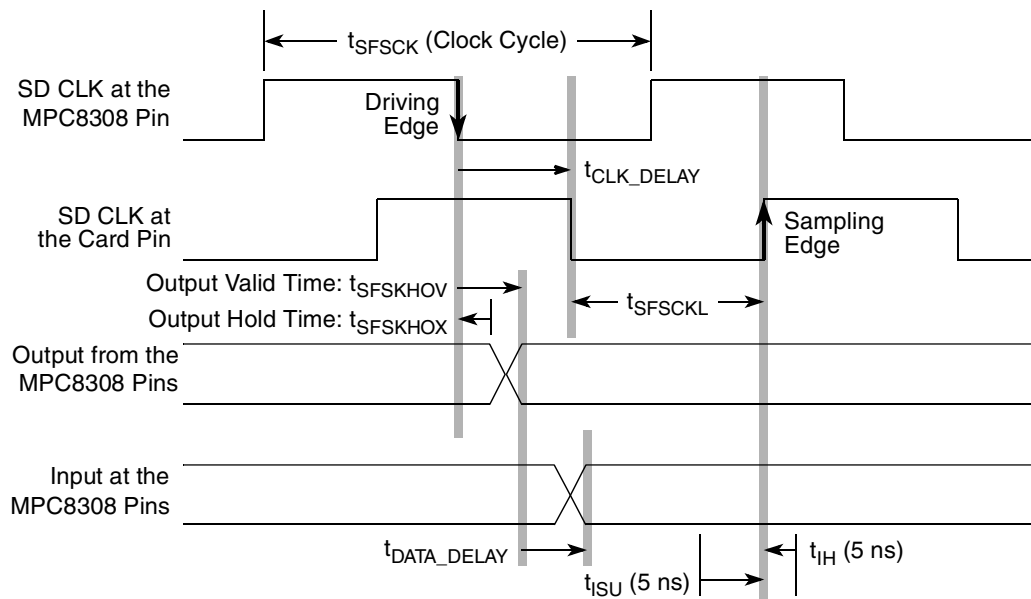 tSFSCK (Clock Cycle)
SD CLK at the
MPC8308 Pin
Driving
Edge
tCLK_DELAY
SD CLK at
the Card Pin
Sampling
Edge
Output Valid Time: tSFSKHOV
tSFSCKL
Output Hold Time: tSFSKHOX
Output from the
MPC8308 Pins
Input at the
MPC8308 Pins
tDATA_DELAY
tIH (5 ns)
tISU (5 ns)